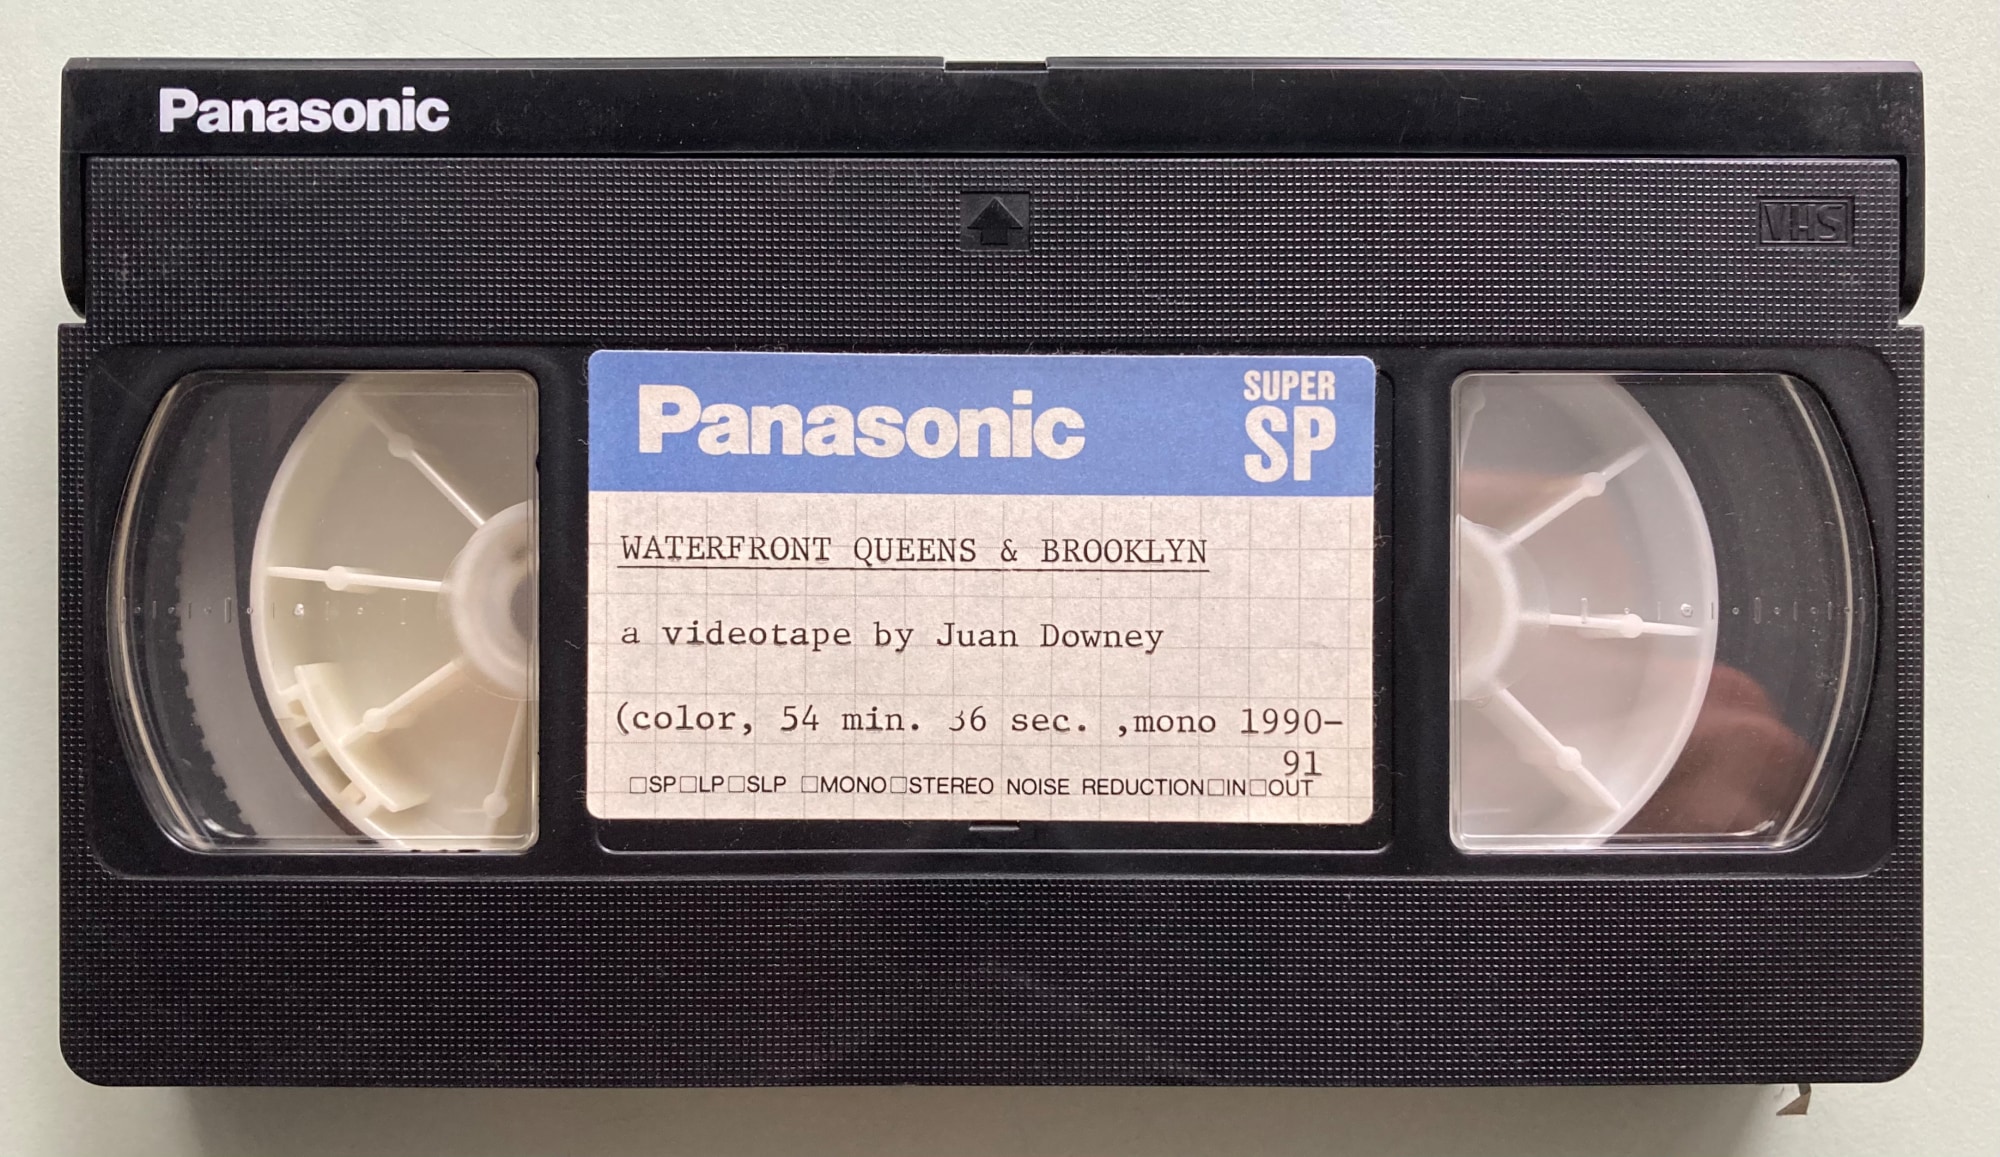 Panasonic
VHS
Panasonic
SUPER
SP
WATERFRONT QUEENS & BROOKLYN
a videotape by Juan Downey
(color, 54 min. 36 sec. ,mono 1990-
91
☐SP☐LP☐SLP ☐MONO☐STEREO NOISE REDUCTION☐IN☐OUT